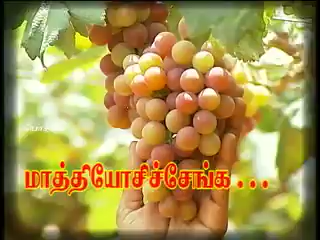 மாத்தியோசிச்சேங்க . . .